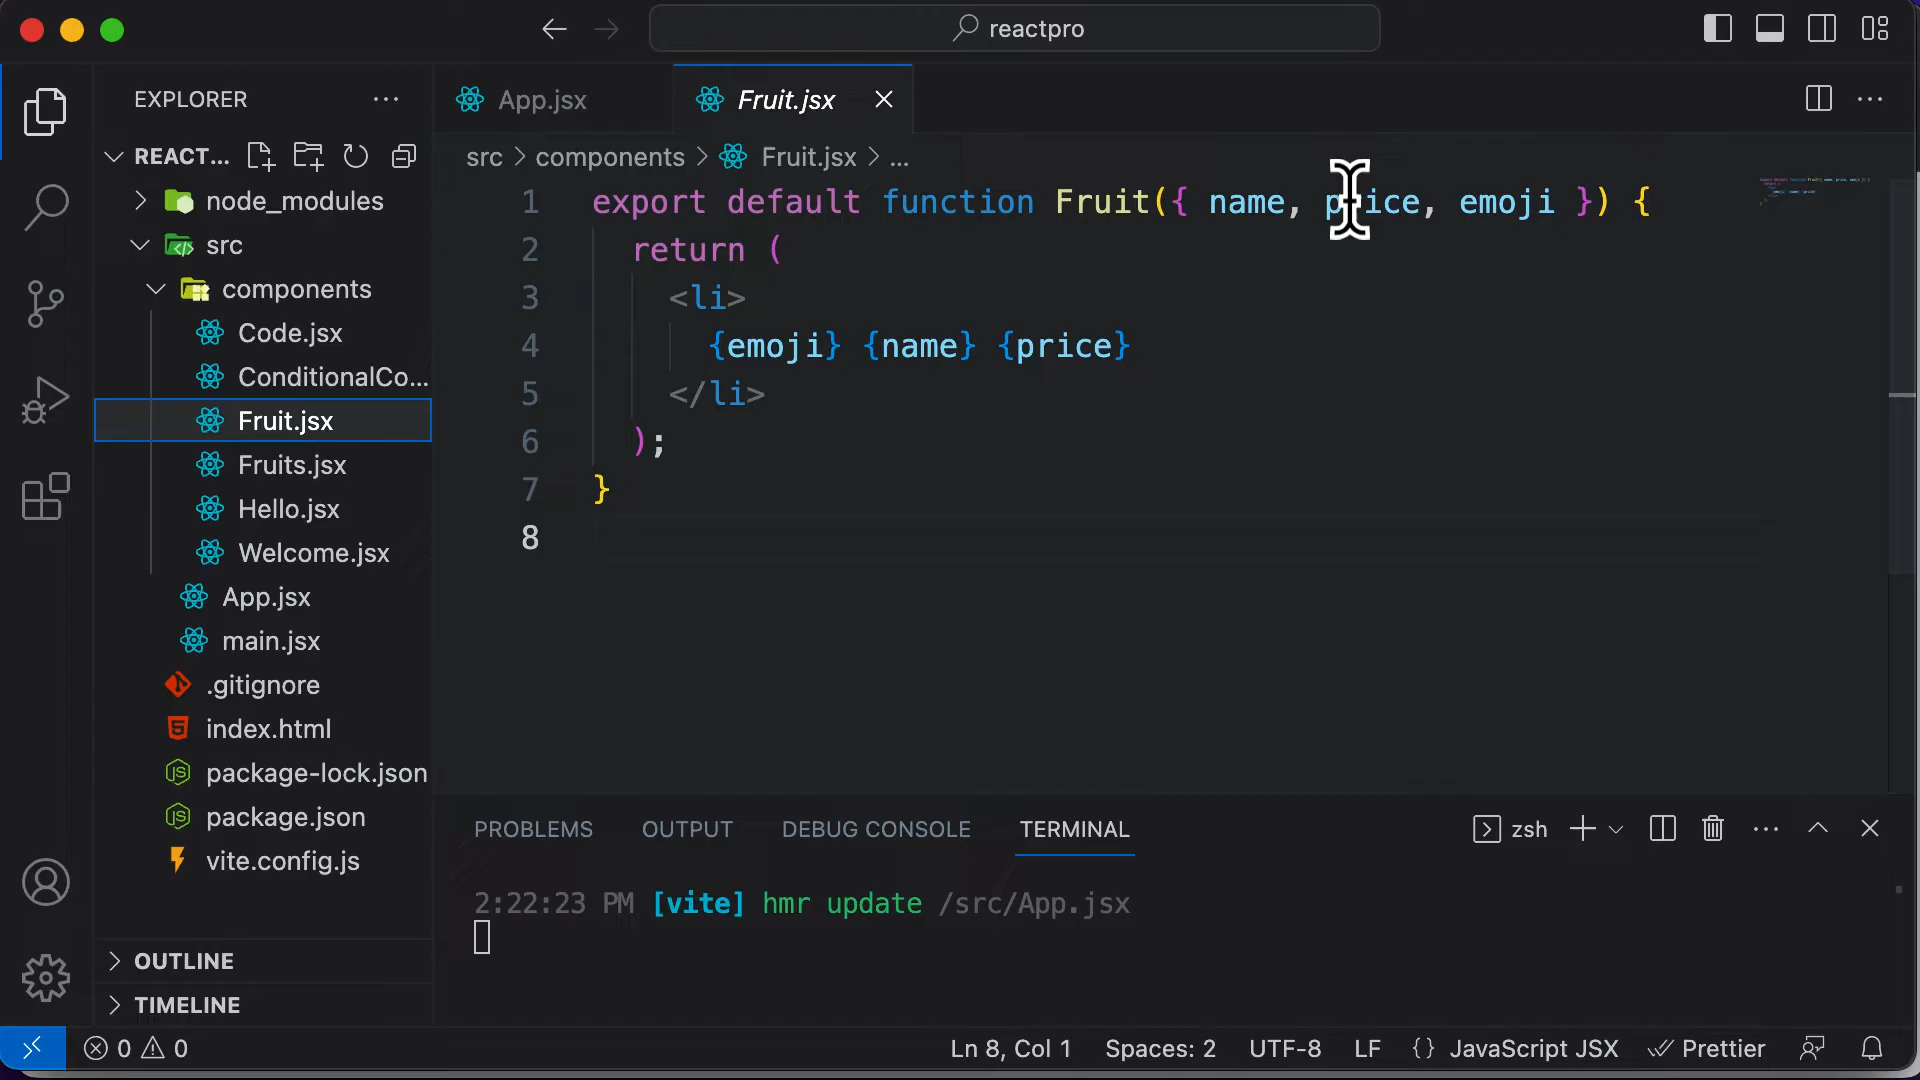 reactpro
EXPLORER
App.jsx
Fruit.jsx
REACT...
src > components > Fruit.jsx > ...
node_modules
src
components
Code.jsx
ConditionalCo...
Fruit.jsx
Fruits.jsx
Hello.jsx
Welcome.jsx
App.jsx
main.jsx
.gitignore
index.html
package-lock.json
package.json
vite.config.js
OUTLINE
TIMELINE
1 export default function Fruit({ name, price, emoji }) {
2 return (
3 <li>
4 {emoji} {name} {price}
5 </li>
6 );
7 }
8
PROBLEMS OUTPUT DEBUG CONSOLE TERMINAL
zsh
2:22:23 PM [vite] hmr update /src/App.jsx
0 0
Ln 8, Col 1 Spaces: 2 UTF-8 LF {} JavaScript JSX Prettier